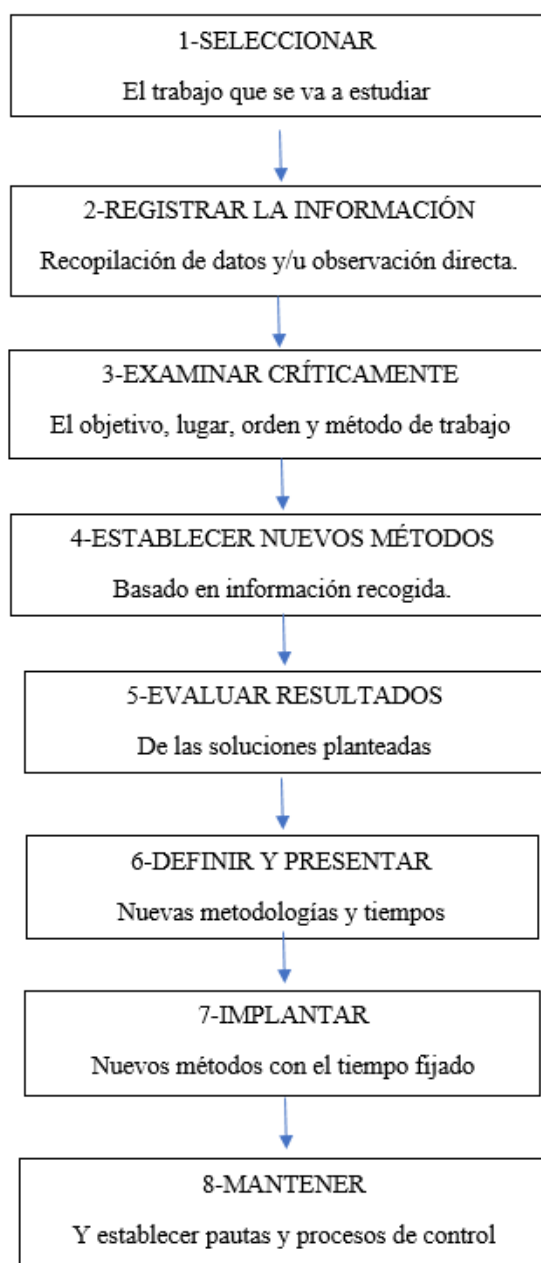 1-SELECCIONAR
El trabajo que se va a estudiar
2-REGISTRAR LA INFORMACIÓN
Recopilación de datos y/u observación directa.
3-EXAMINAR CRÍTICAMENTE
El objetivo, lugar, orden y método de trabajo
4-ESTABLECER NUEVOS MÉTODOS
Basado en información recogida.
5-EVALUAR RESULTADOS
De las soluciones planteadas
6-DEFINIR Y PRESENTAR
Nuevas metodologías y tiempos
7-IMPLANTAR
Nuevos métodos con el tiempo fijado
8-MANTENER
Y establecer pautas y procesos de control